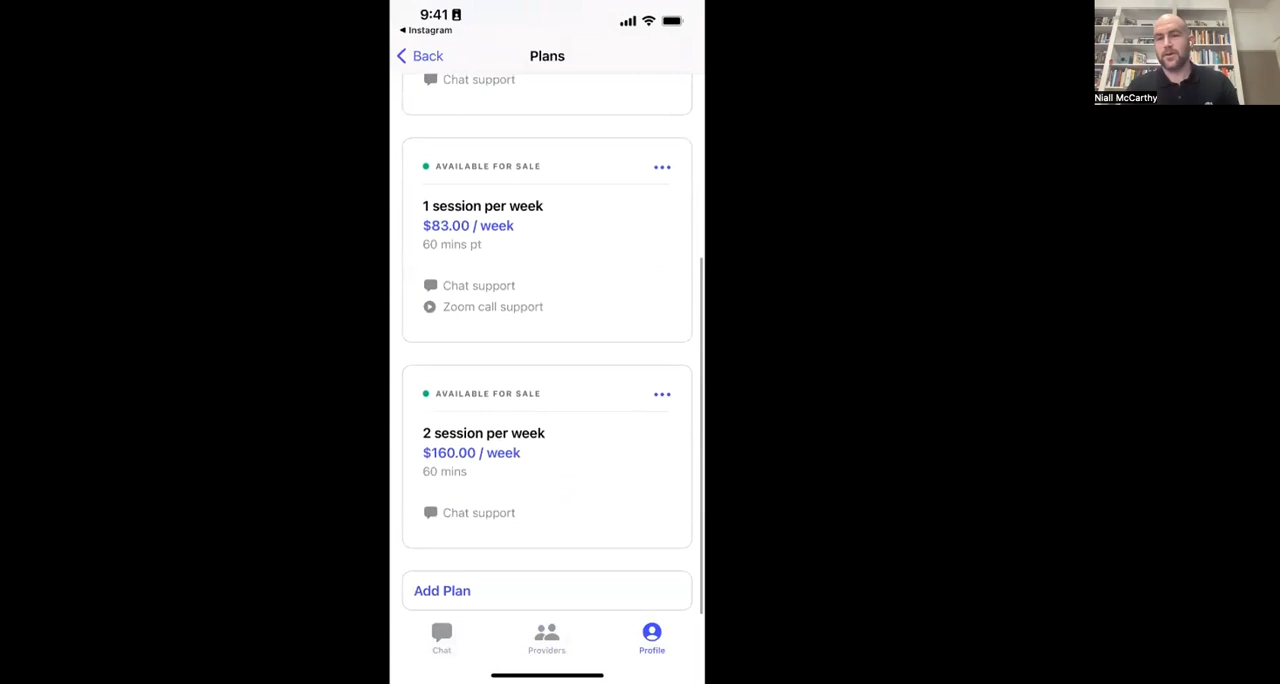 9:41
Instagram
Back
Plans
Chat support
AVAILABLE FOR SALE
1 session per week
$83.00 / week
60 mins pt
Chat support
Zoom call support
AVAILABLE FOR SALE
2 session per week
$160.00 / week
60 mins
Chat support
Add Plan
Chat
Providers
Profile
Niall McCarthy